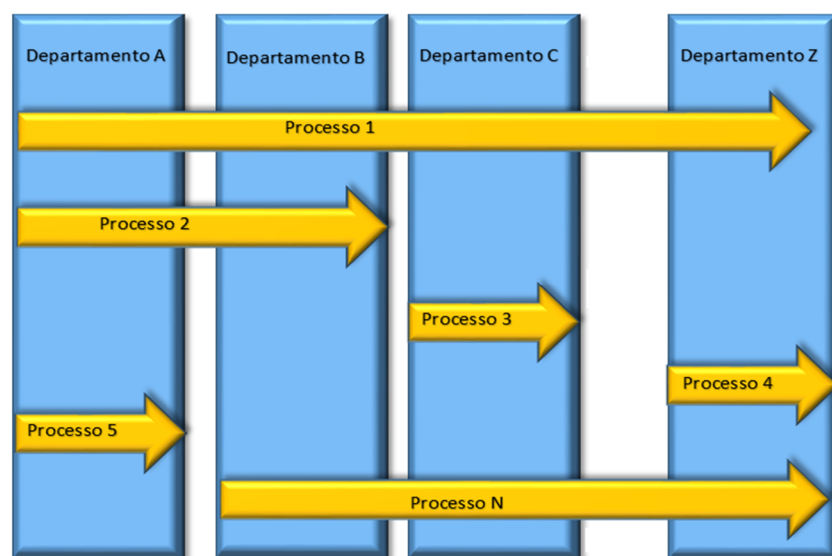 Departamento A
Departamento B
Departamento C
Departamento Z
Processo 1
Processo 2
Processo 3
Processo 4
Processo 5
Processo N